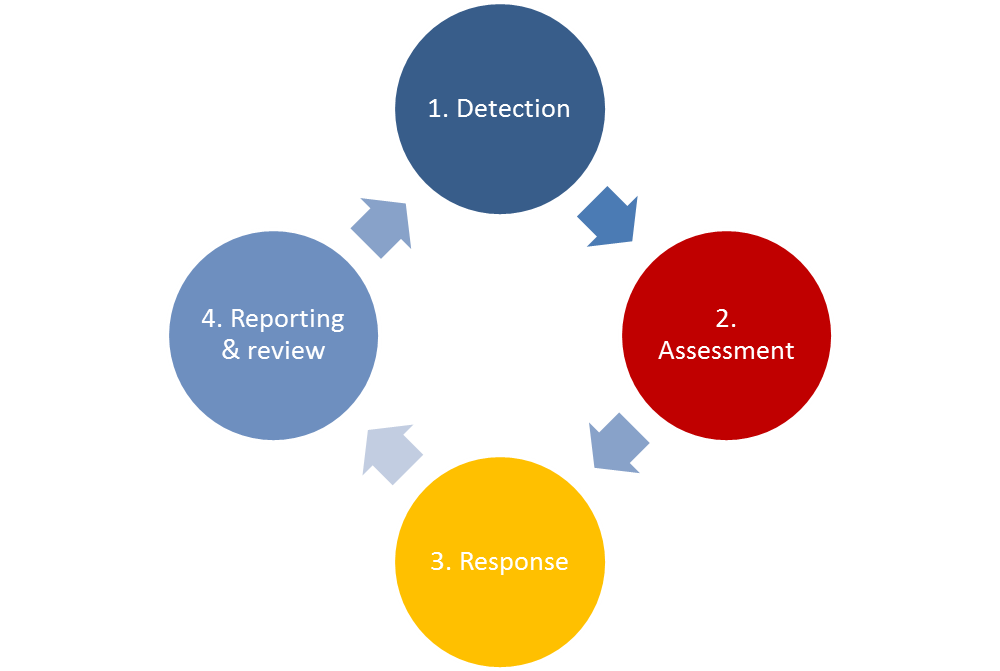 1. Detection
2.
Assessment
3. Response
4. Reporting
& review